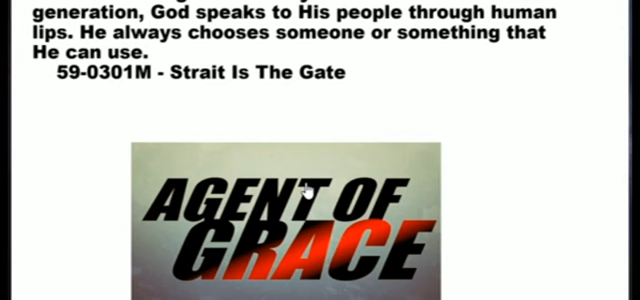 generation, God speaks to His people through human
lips. He always chooses someone or something that
He can use.
59-0301M - Strait Is The Gate
AGENT OF
GRACE